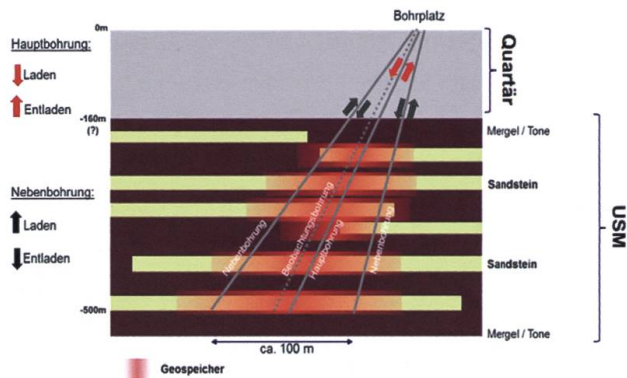 Bohrplatz
0m
Hauptbohrung:
Laden
Entladen
Quartär
-160m
(?)
Mergel / Tone
Nebenbohrung:
Laden
Entladen
Sandstein
USM
Nebenbohrung
Beobachtungsbohrung
Hauptbohrung
Nebenbohrung
Sandstein
-500m
Mergel / Tone
ca. 100 m
Geospeicher